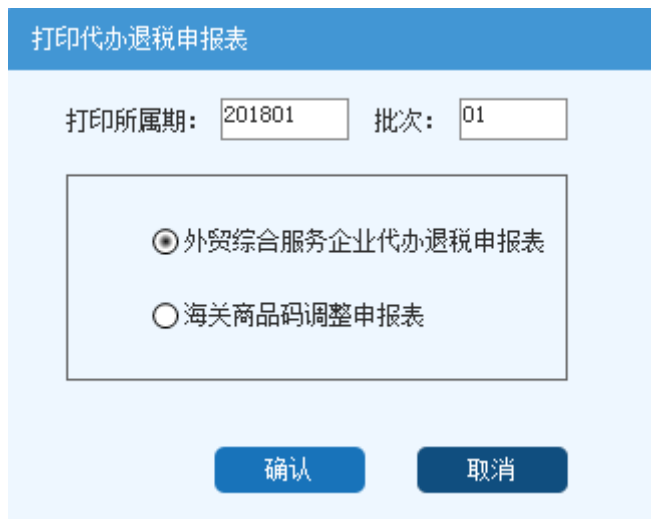 打印代办退税申报表
打印所属期： 201801 批次： 01
外贸综合服务企业代办退税申报表
海关商品码调整申报表
确认 取消